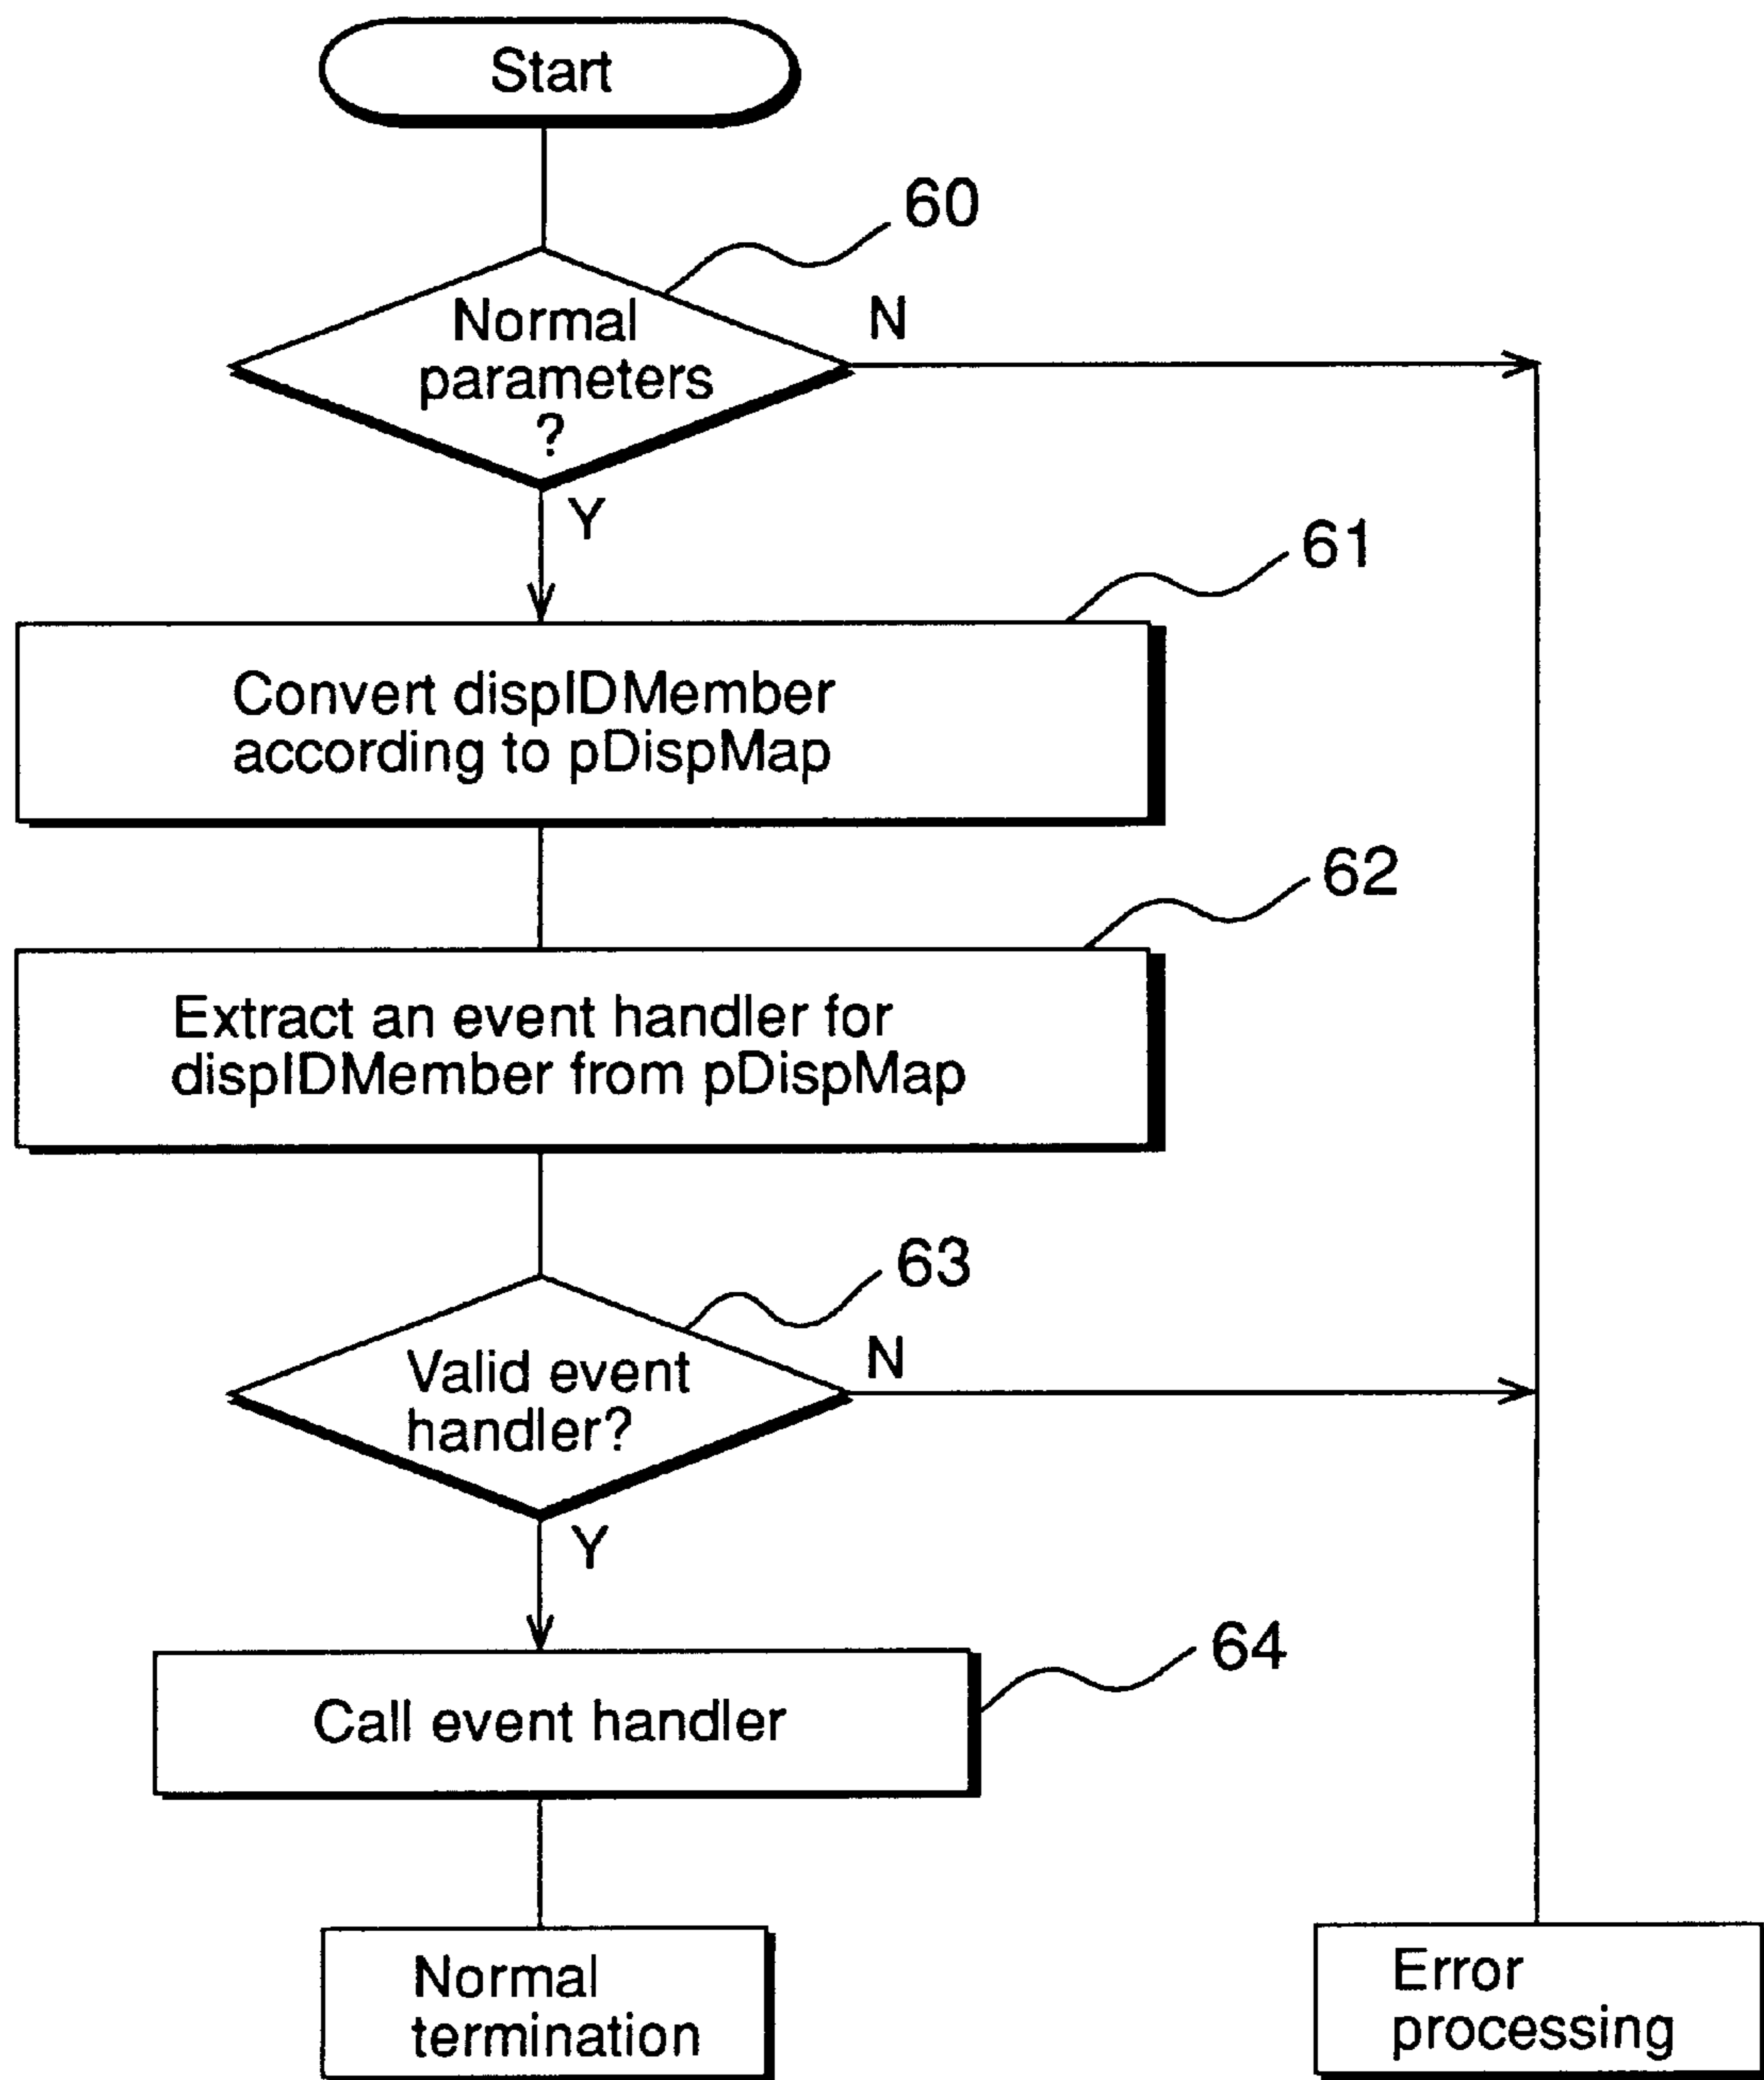 Start
60
Normal
parameters
?
N
Y
61
Convert dispIDMember
according to pDispMap
62
Extract an event handler for
dispIDMember from pDispMap
63
Valid event
handler?
N
Y
64
Call event handler
Normal
termination
Error
processing